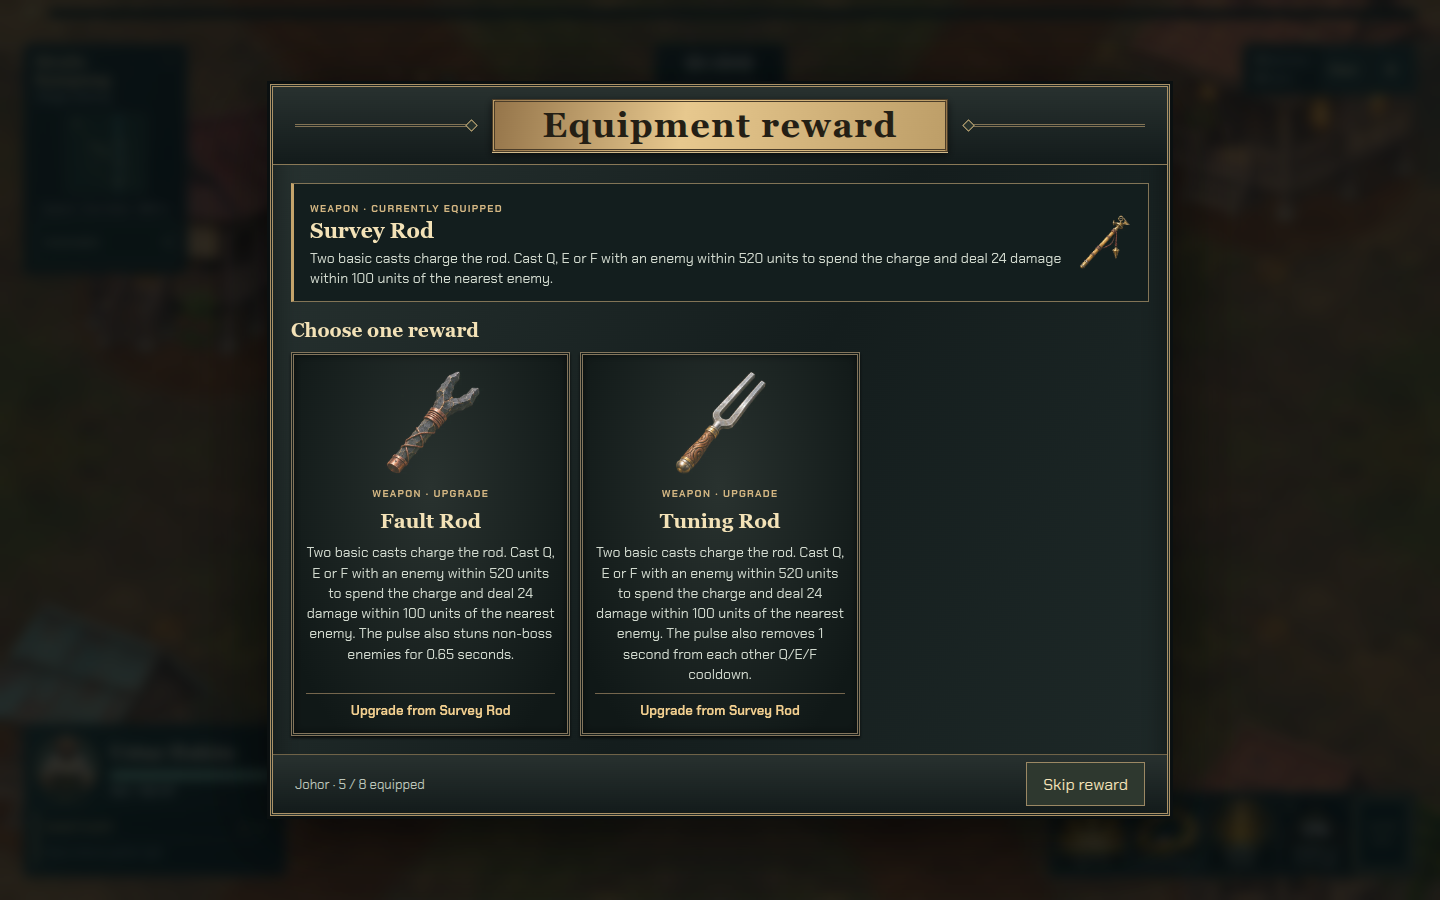 Equipment reward
WEAPON · CURRENTLY EQUIPPED
Survey Rod
Two basic casts charge the rod. Cast Q, E or F with an enemy within 520 units to spend the charge and deal 24 damage
within 100 units of the nearest enemy.
Choose one reward
WEAPON · UPGRADE
Fault Rod
Two basic casts charge the rod. Cast Q,
E or F with an enemy within 520 units
to spend the charge and deal 24
damage within 100 units of the nearest
enemy. The pulse also stuns non-boss
enemies for 0.65 seconds.
Upgrade from Survey Rod
WEAPON · UPGRADE
Tuning Rod
Two basic casts charge the rod. Cast Q,
E or F with an enemy within 520 units
to spend the charge and deal 24
damage within 100 units of the nearest
enemy. The pulse also removes 1
second from each other Q/E/F
cooldown.
Upgrade from Survey Rod
Johor · 5 / 8 equipped
Skip reward